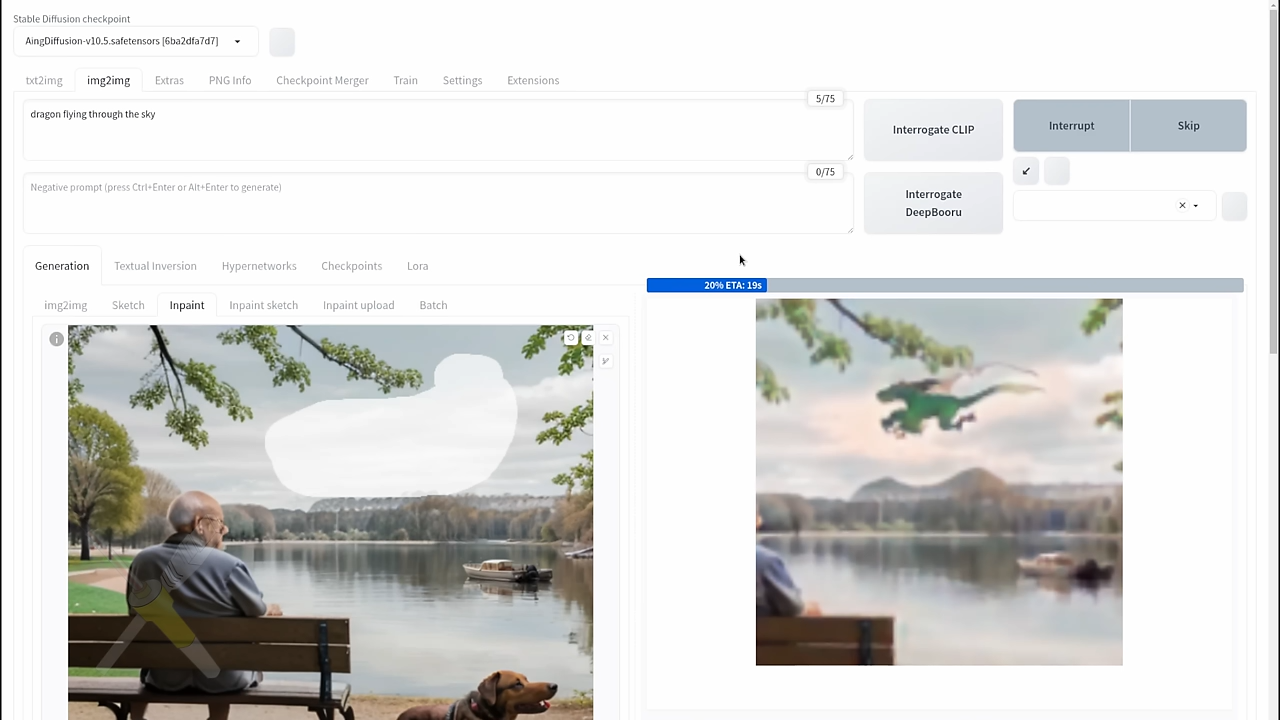 Stable Diffusion checkpoint
AingDiffusion-v10.5.safetensors [6ba2dfa7d7]
txt2img img2img Extras PNG Info Checkpoint Merger Train Settings Extensions
5/75
dragon flying through the sky
Interrogate CLIP
Interrupt Skip
0/75
Negative prompt (press Ctrl+Enter or Alt+Enter to generate)
Interrogate
DeepBooru
Generation Textual Inversion Hypernetworks Checkpoints Lora
20% ETA: 19s
img2img Sketch Inpaint Inpaint sketch Inpaint upload Batch